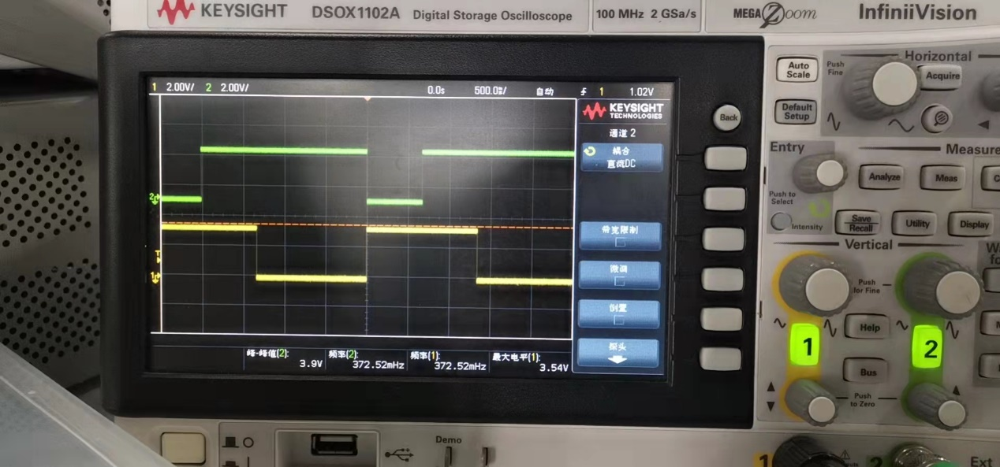 KEYSIGHT DSOX1102A Digital Storage Oscilloscope 100 MHz 2 GSa/s MEGA Zoom InfiniiVision
1 2.00V/ 2 2.00V/ 0.0s 500.0ms/ 自动 1 1.02V
KEYSIGHT
TECHNOLOGIES
通道 2
耦合
直流DC
带宽限制
微调
倒置
探头
峰-峰值(2):
3.9V
频率(2):
372.52mHz
频率(1):
372.52mHz
最大电平(1):
3.54V
2
T
1
Back
Auto
Scale
Default
Setup
Horizontal
Push
Fine
Acquire
Entry
Measure
Push to
Select
Intensity
Analyze
Meas
Save
Recall
Utility
Display
Vertical
Push
for Fine
1
Help
2
Bus
Push
to Zero
Demo
1
2
Ext